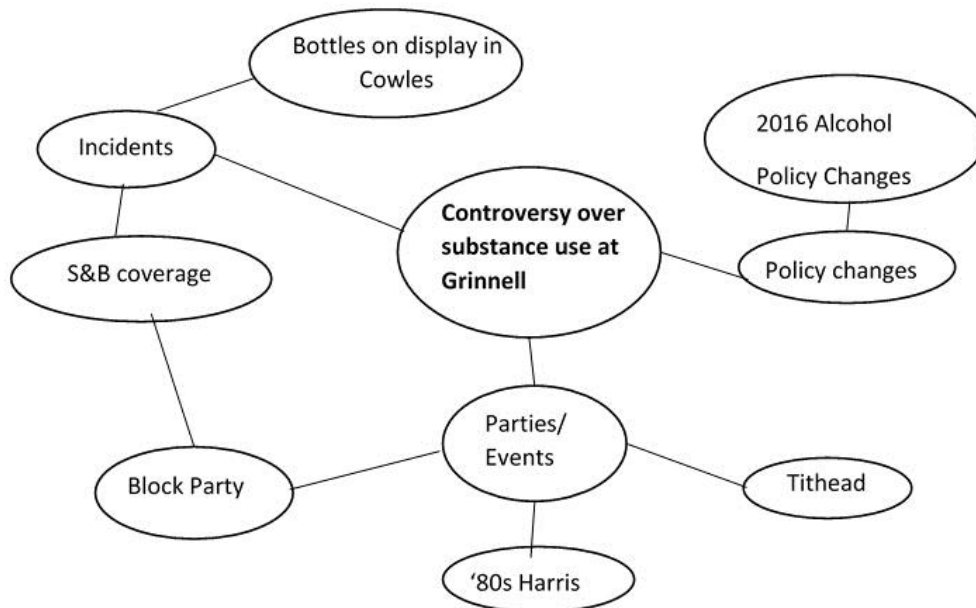 Bottles on display in
Cowles
Incidents
2016 Alcohol
Policy Changes
Controversy over
substance use at
Grinnell
S&B coverage
Policy changes
Parties/
Events
Block Party
Tithead
‘80s Harris